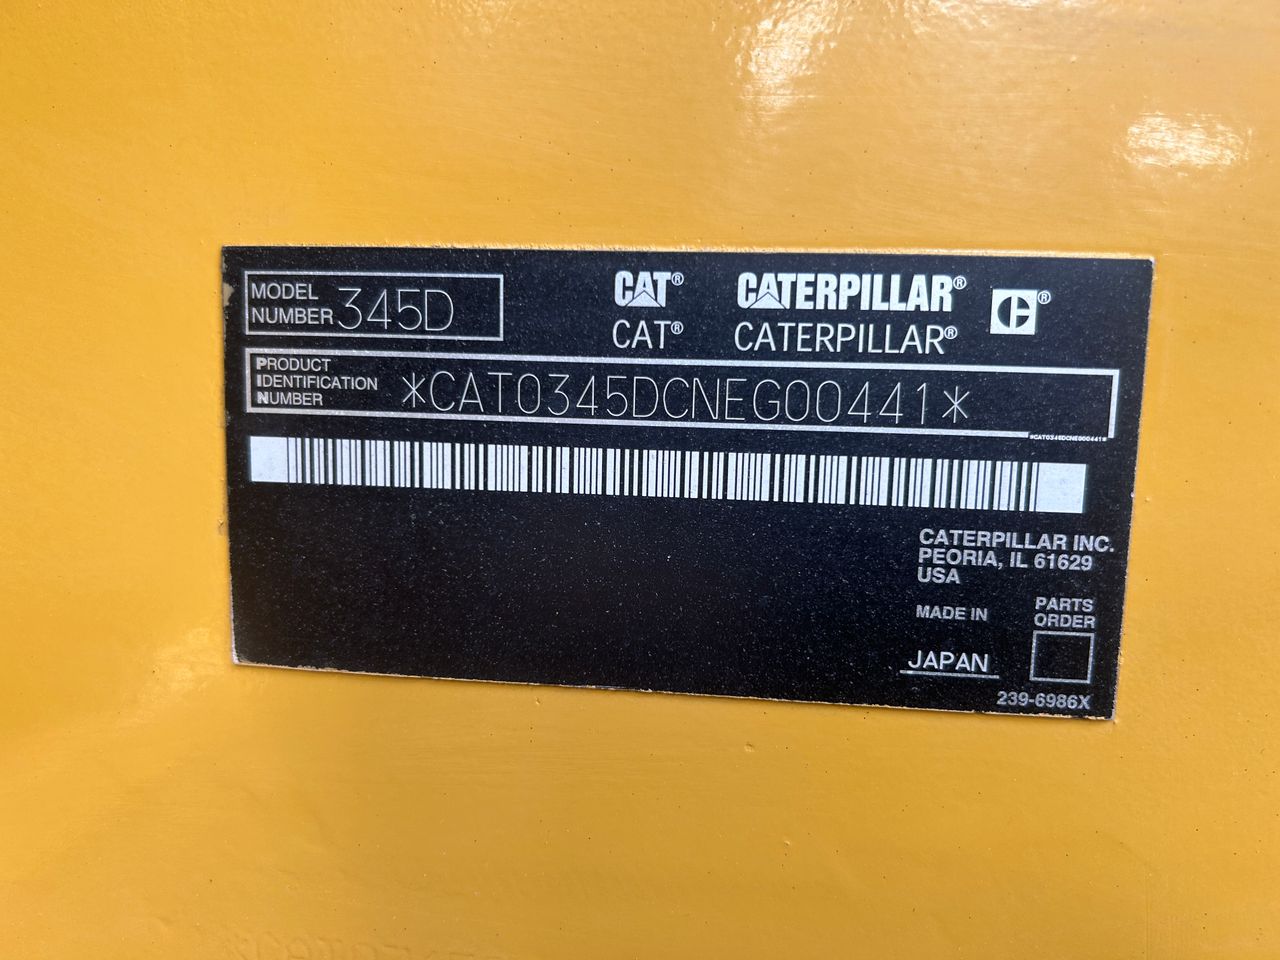 MODEL NUMBER 345D
CAT® CATERPILLAR® C®
CAT® CATERPILLAR®
PRODUCT IDENTIFICATION NUMBER *CAT0345DCNEG00441*
*CAT0345DCNEG00441*
CATERPILLAR INC.
PEORIA, IL 61629
USA
MADE IN
JAPAN
PARTS
ORDER
239-6986X